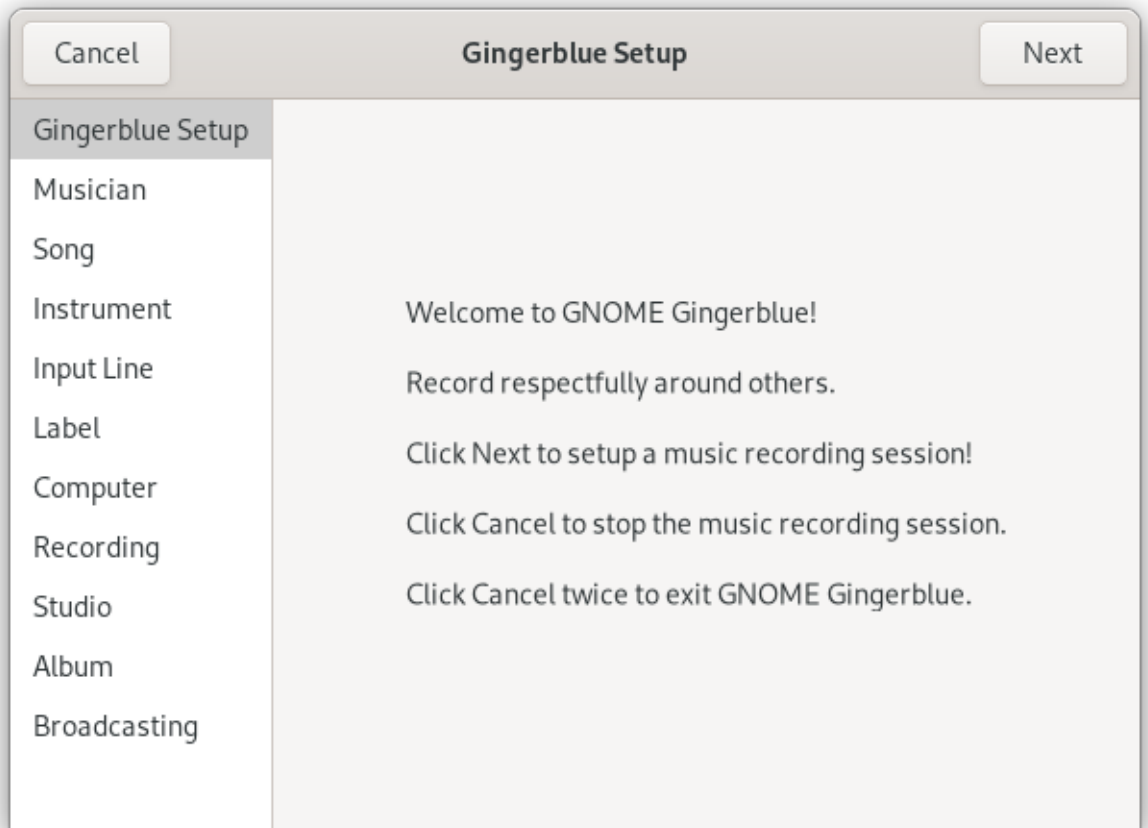 Cancel
Gingerblue Setup
Next
Gingerblue Setup
Musician
Song
Instrument
Input Line
Label
Computer
Recording
Studio
Album
Broadcasting
Welcome to GNOME Gingerblue!
Record respectfully around others.
Click Next to setup a music recording session!
Click Cancel to stop the music recording session.
Click Cancel twice to exit GNOME Gingerblue.